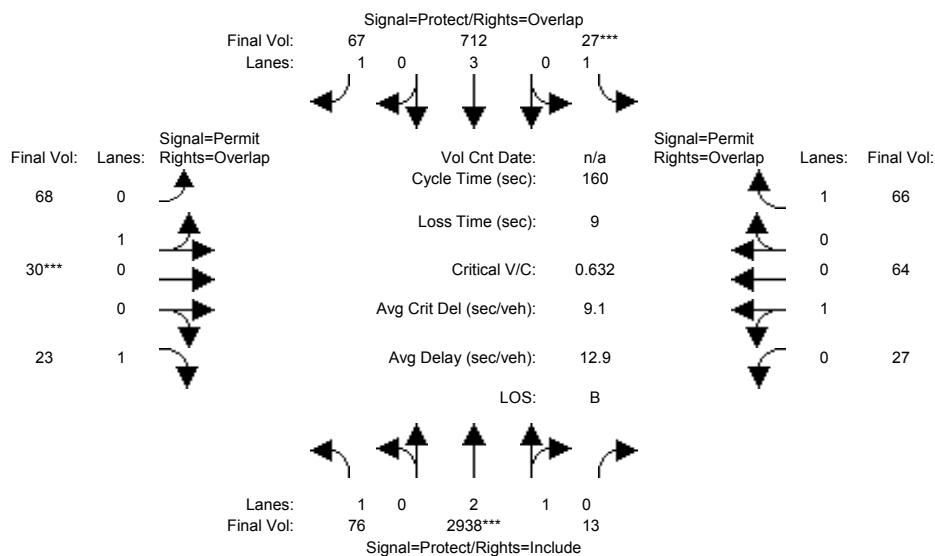 Signal=Protect/Rights=Overlap
Final Vol: 67 712 27***
Lanes: 1 0 3 0 1
Signal=Permit
Final Vol: Lanes: Rights=Overlap
Vol Cnt Date: n/a
Signal=Permit
Rights=Overlap Lanes: Final Vol:
Cycle Time (sec): 160
68 0
1 66
Loss Time (sec): 9
1
0
30*** 0
Critical V/C: 0.632
0 64
0
Avg Crit Del (sec/veh): 9.1
1
23 1
Avg Delay (sec/veh): 12.9
0 27
LOS: B
Lanes: 1 0 2 1 0
Final Vol: 76 2938*** 13
Signal=Protect/Rights=Include